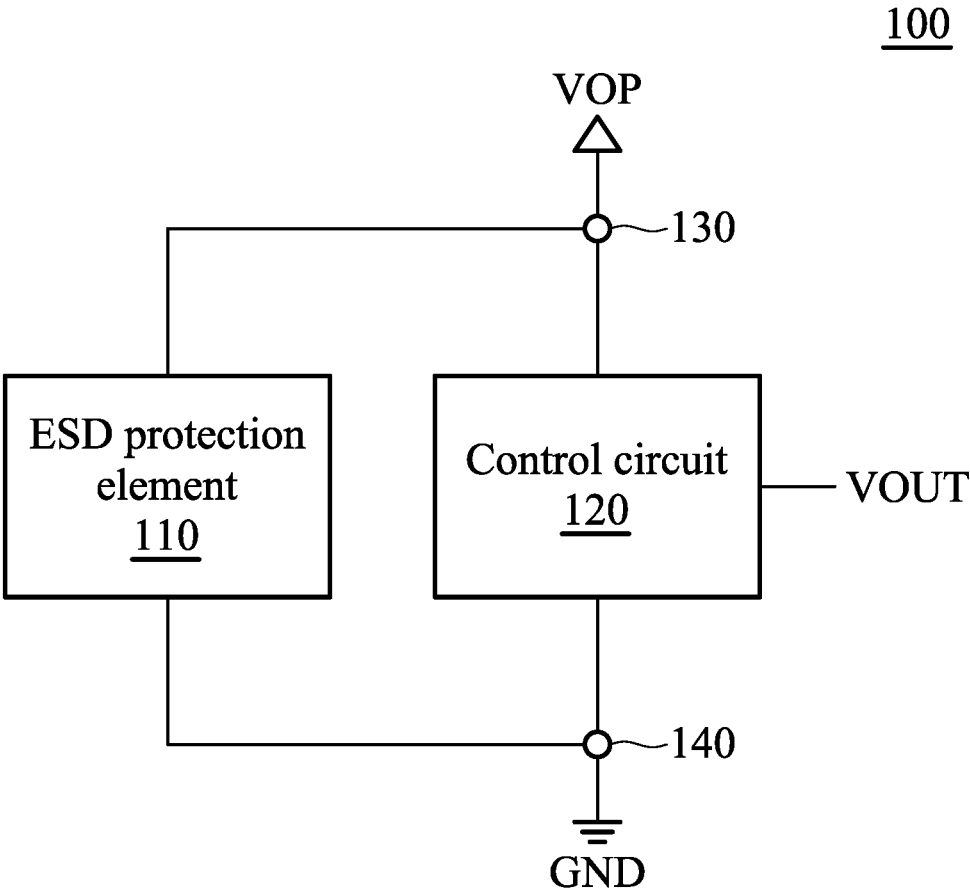 100
VOP
130
ESD protection
element
110
Control circuit
120
VOUT
140
GND